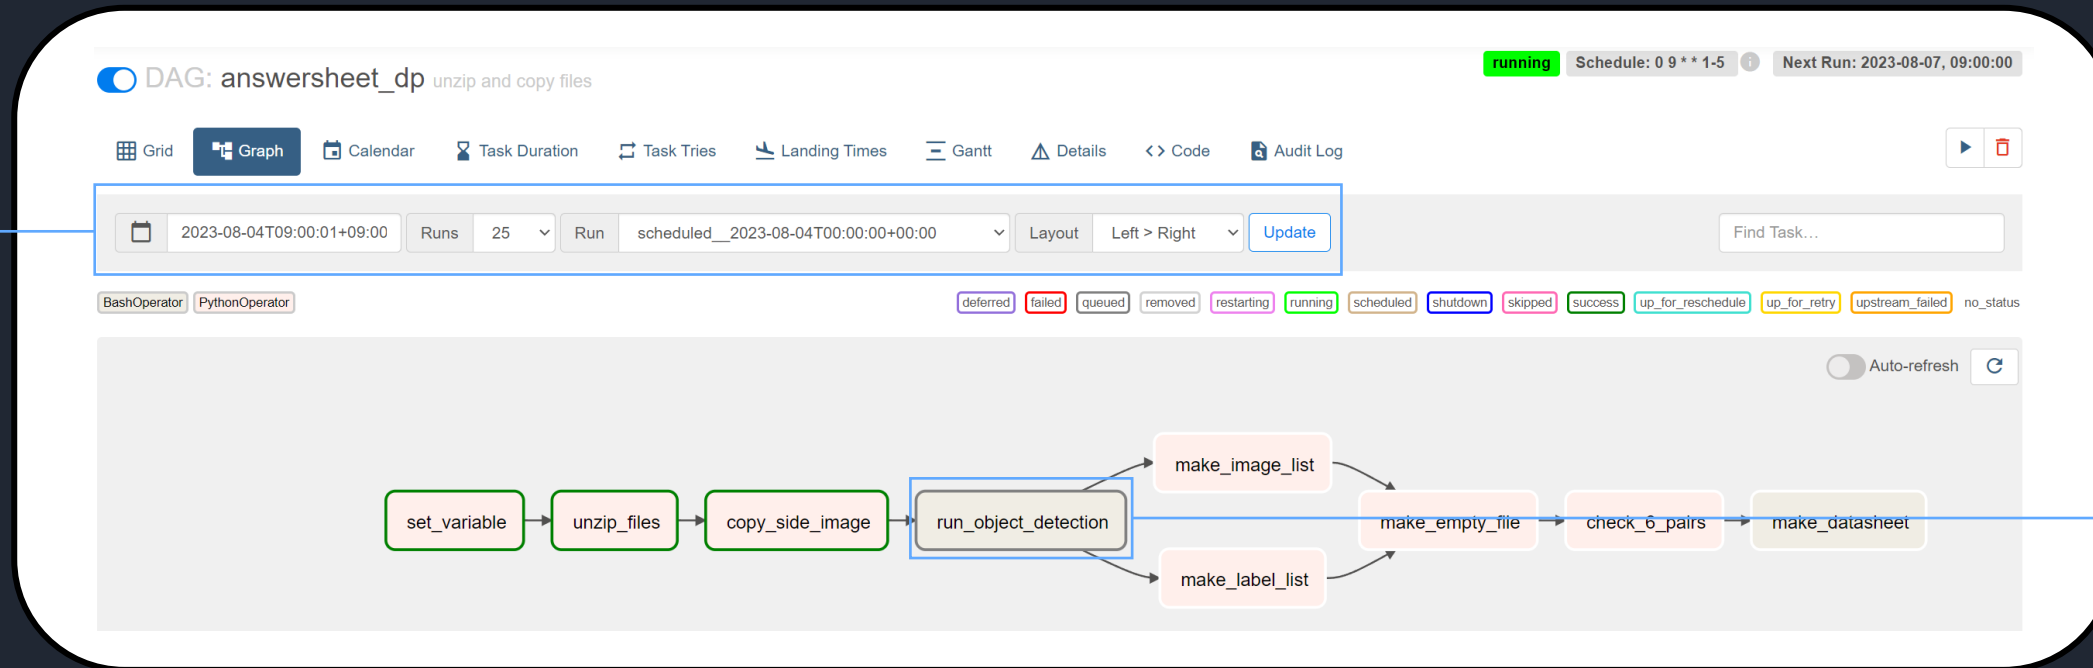 DAG: answersheet_dp unzip and copy files
running Schedule: 0 9 * * 1-5 i Next Run: 2023-08-07, 09:00:00
Grid Graph Calendar Task Duration Task Tries Landing Times Gantt Details <> Code Audit Log
2023-08-04T09:00:01+09:00 Runs 25 Run scheduled__2023-08-04T00:00:00+00:00 Layout Left > Right Update Find Task...
BashOperator PythonOperator deferred failed queued removed restarting running scheduled shutdown skipped success up_for_reschedule up_for_retry upstream_failed no_status
Auto-refresh
set_variable
unzip_files
copy_side_image
run_object_detection
make_image_list
make_label_list
make_empty_file
check_6_pairs
make_datasheet